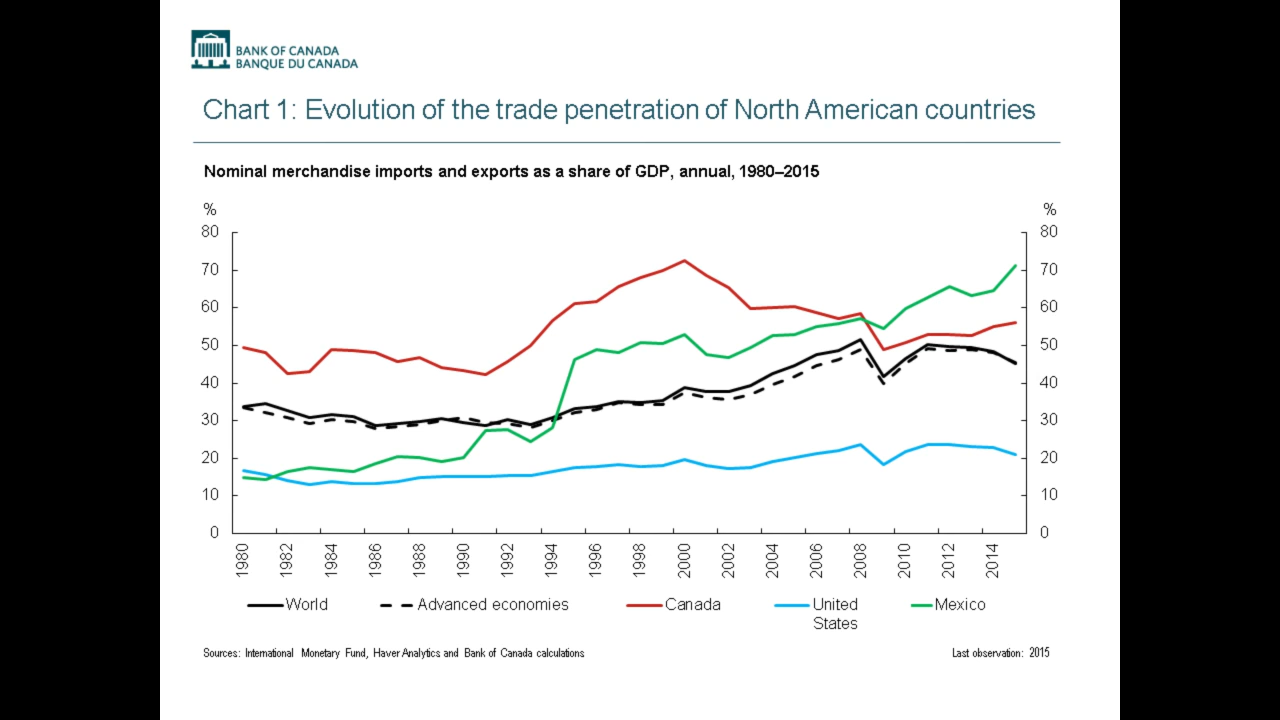 BANK OF CANADA
BANQUE DU CANADA
Chart 1: Evolution of the trade penetration of North American countries
Nominal merchandise imports and exports as a share of GDP, annual, 1980–2015
% %
80 80
70 70
60 60
50 50
40 40
30 30
20 20
10 10
0 0
1980 1982 1984 1986 1988 1990 1992 1994 1996 1998 2000 2002 2004 2006 2008 2010 2012 2014
World Advanced economies Canada United States Mexico
Sources: International Monetary Fund, Haver Analytics and Bank of Canada calculations Last observation: 2015